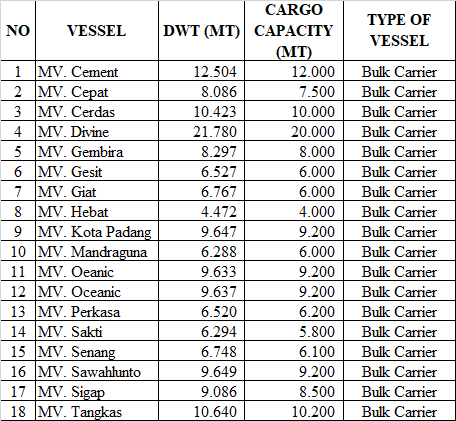 NO VESSEL DWT (MT) CARGO CAPACITY (MT) TYPE OF VESSEL
1 MV. Cement 12.504 12.000 Bulk Carrier
2 MV. Cepat 8.086 7.500 Bulk Carrier
3 MV. Cerdas 10.423 10.000 Bulk Carrier
4 MV. Divine 21.780 20.000 Bulk Carrier
5 MV. Gembira 8.297 8.000 Bulk Carrier
6 MV. Gesit 6.527 6.000 Bulk Carrier
7 MV. Giat 6.767 6.000 Bulk Carrier
8 MV. Hebat 4.472 4.000 Bulk Carrier
9 MV. Kota Padang 9.647 9.200 Bulk Carrier
10 MV. Mandraguna 6.288 6.000 Bulk Carrier
11 MV. Oeanic 9.633 9.200 Bulk Carrier
12 MV. Oceonic 9.637 9.200 Bulk Carrier
13 MV. Perkasa 6.520 6.200 Bulk Carrier
14 MV. Sakti 6.294 5.800 Bulk Carrier
15 MV. Senang 6.748 6.100 Bulk Carrier
16 MV. Sawahlunto 9.649 9.200 Bulk Carrier
17 MV. Sigap 9.086 8.500 Bulk Carrier
18 MV. Tangkas 10.640 10.200 Bulk Carrier